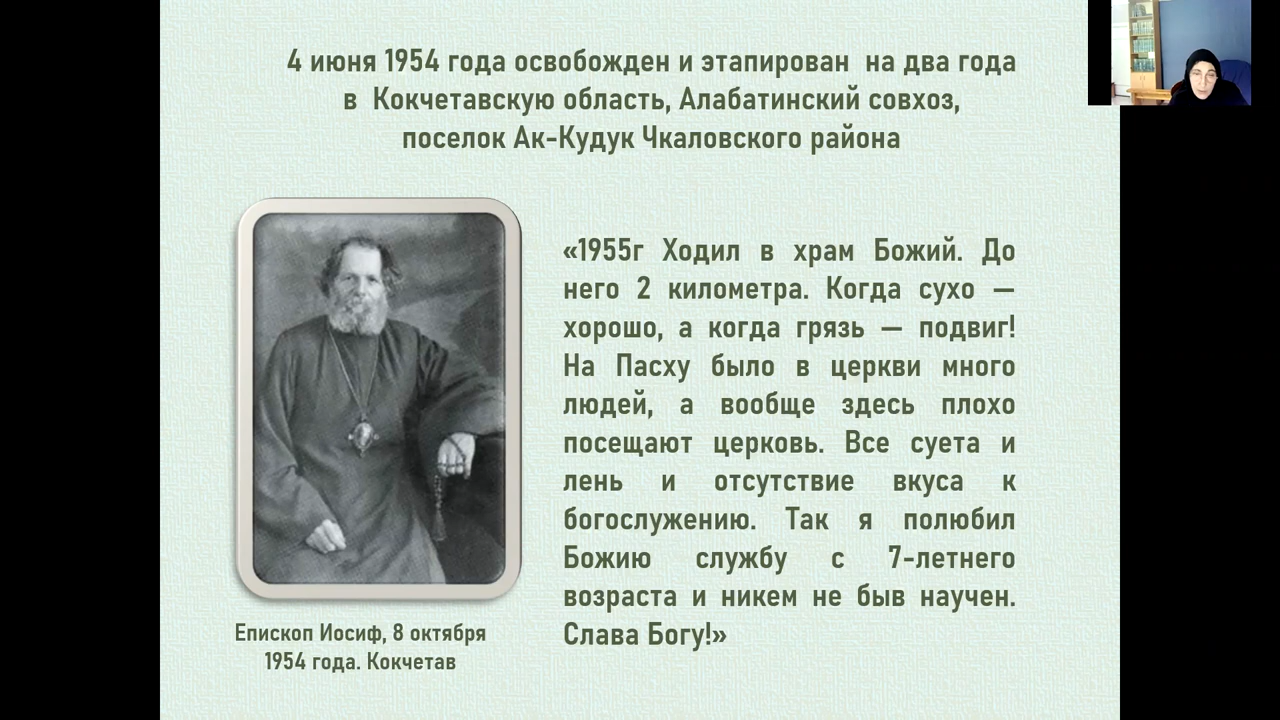 4 июня 1954 года освобожден и этапирован на два года
в Кокчетавскую область, Алабатинский совхоз,
поселок Ак-Кудук Чкаловского района
«1955г Ходил в храм Божий. До
него 2 километра. Когда сухо —
хорошо, а когда грязь — подвиг!
На Пасху было в церкви много
людей, а вообще здесь плохо
посещают церковь. Все суета и
лень и отсутствие вкуса к
богослужению. Так я полюбил
Божию службу с 7-летнего
возраста и никем не быв научен.
Слава Богу!»
Епископ Иосиф, 8 октября
1954 года. Кокчетав